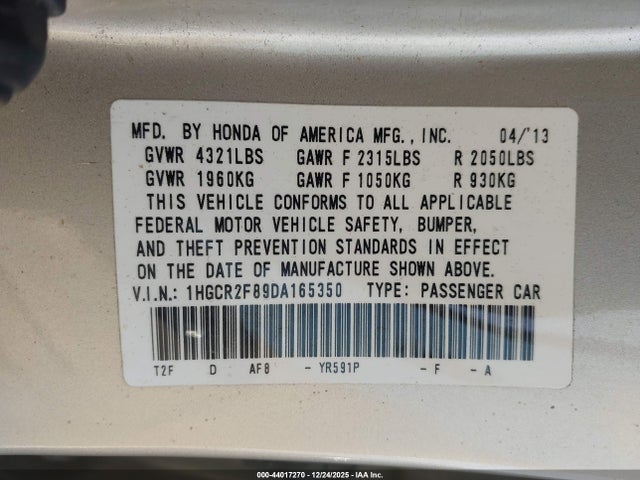 MFD. BY HONDA OF AMERICA MFG., INC. 04/'13
GVWR 4321LBS GAWR F 2315LBS R 2050LBS
GVWR 1960KG GAWR F 1050KG R 930KG
THIS VEHICLE CONFORMS TO ALL APPLICABLE
FEDERAL MOTOR VEHICLE SAFETY, BUMPER,
AND THEFT PREVENTION STANDARDS IN EFFECT
ON THE DATE OF MANUFACTURE SHOWN ABOVE.
V.I.N.: 1HGCR2F89DA165350 TYPE: PASSENGER CAR
T2F D AF8 - YR591P - F - A
000-44017270 - 12/24/2025 - IAA Inc.